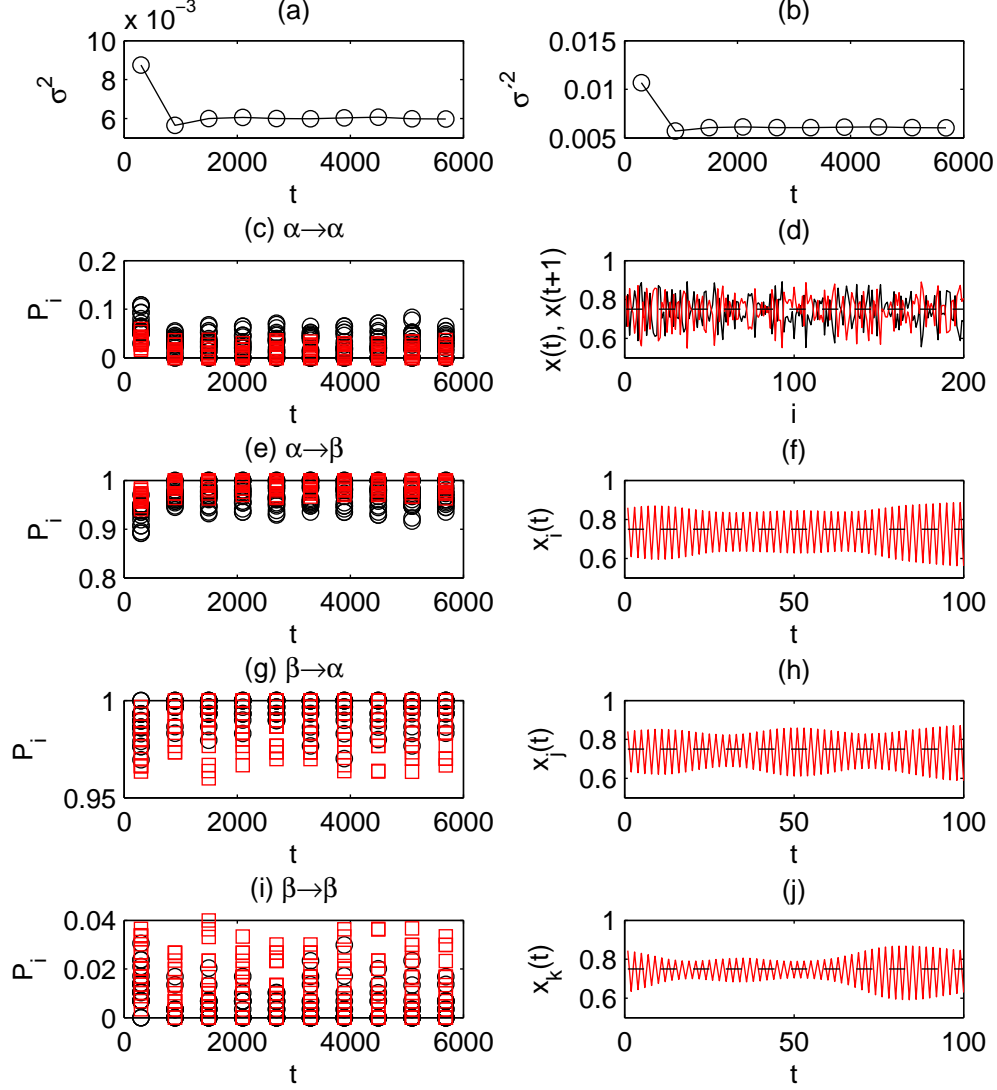 (a) (b)
x 10⁻³
10
8
6
σ²
0 2000 4000 6000
t
0.015
0.01
0.005
σ′²
0 2000 4000 6000
t
(c) α→α
0.2
0.1
0
P_i
0 2000 4000 6000
t
(d)
1
0.8
0.6
x(t), x(t+1)
0 100 200
i
(e) α→β
1
0.9
0.8
P_i
0 2000 4000 6000
t
(f)
1
0.8
0.6
x_i(t)
0 50 100
t
(g) β→α
1
0.95
P_i
0 2000 4000 6000
t
(h)
1
0.8
0.6
x_j(t)
0 50 100
t
(i) β→β
0.04
0.02
0
P_i
0 2000 4000 6000
t
(j)
1
0.8
0.6
x_k(t)
0 50 100
t